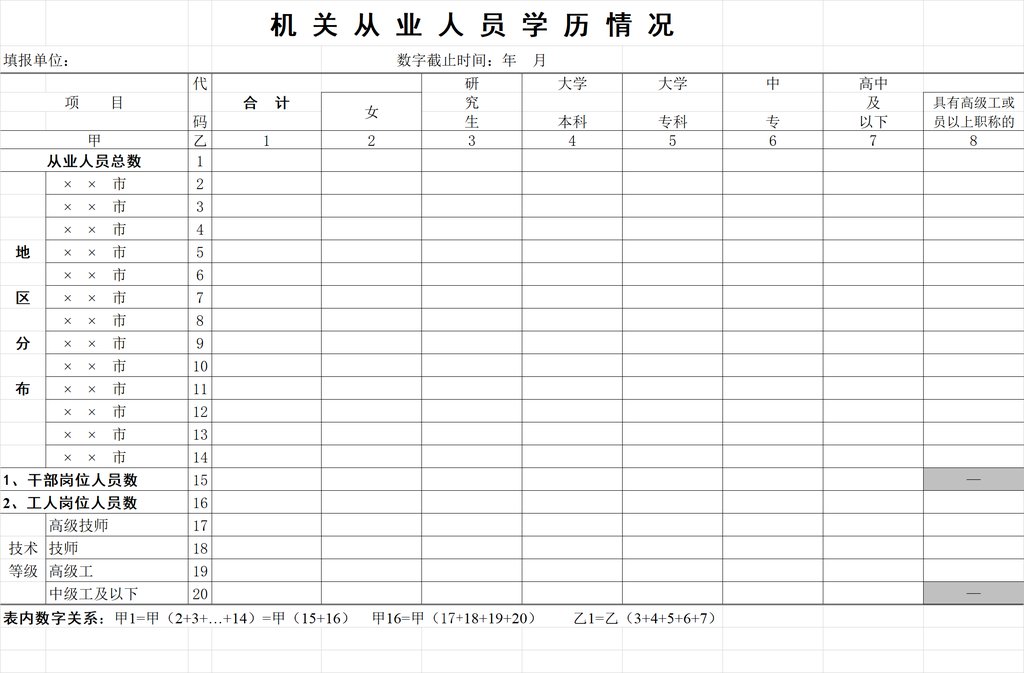 机关从业人员学历情况
填报单位： 数字截止时间：年 月
项 目 代码 合 计 女 研究生 大学本科 大学专科 中专 高中及以下 具有高级工或员以上职称的
甲 乙 1 2 3 4 5 6 7 8
从业人员总数 1
地区分布
× × 市 2
× × 市 3
× × 市 4
× × 市 5
× × 市 6
× × 市 7
× × 市 8
× × 市 9
× × 市 10
× × 市 11
× × 市 12
× × 市 13
× × 市 14
1、干部岗位人员数 15 —
2、工人岗位人员数 16
技术等级
高级技师 17
技师 18
高级工 19
中级工及以下 20 —
表内数字关系：甲1=甲（2+3+…+14）=甲（15+16） 甲16=甲（17+18+19+20） 乙1=乙（3+4+5+6+7）